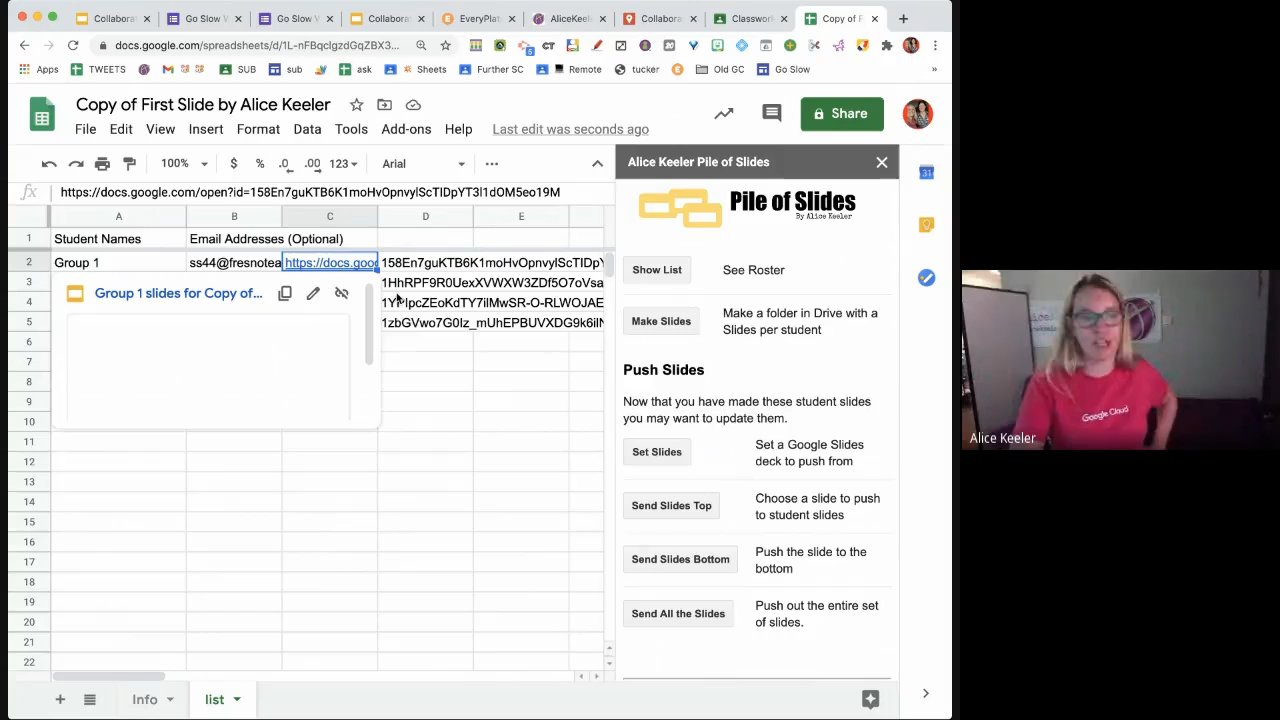 Collabora
Go Slow V
Go Slow V
Collabora
EveryPlat
AliceKeel
Collabora
Classwor
Copy of F
docs.google.com/spreadsheets/d/1L-nFBqclgzdGqZBX3...
Apps
TWEETS
SUB
sub
ask
Sheets
Further SC
Remote
tucker
Old GC
Go Slow
Copy of First Slide by Alice Keeler
Share
File Edit View Insert Format Data Tools Add-ons Help Last edit was seconds ago
100% $ % .0 .00 123 Arial
https://docs.google.com/open?id=158En7guKTB6K1moHvOpnvylScTIDpYT3l1dOM5eo19M
A B C D E
1 Student Names Email Addresses (Optional)
2 Group 1 ss44@fresnotea https://docs.goog 158En7guKTB6K1moHvOpnvylScTIDpY
3 1HhRPF9R0UexXVWXW3ZDf5O7oVsa
4
5 1zbGVwo7G0Iz_mUhEPBUVXDG9k6ilN
Group 1 slides for Copy of...
6
7
8
9
10
11
12
13
14
15
16
17
18
19
20
21
22
Info
list
Alice Keeler Pile of Slides
Pile of Slides
By Alice Keeler
Show List See Roster
Make Slides Make a folder in Drive with a
Slides per student
Push Slides
Now that you have made these student slides
you may want to update them.
Set Slides Set a Google Slides
deck to push from
Send Slides Top Choose a slide to push
to student slides
Send Slides Bottom Push the slide to the
bottom
Send All the Slides Push out the entire set
of slides.
31
Google Cloud
Alice Keeler